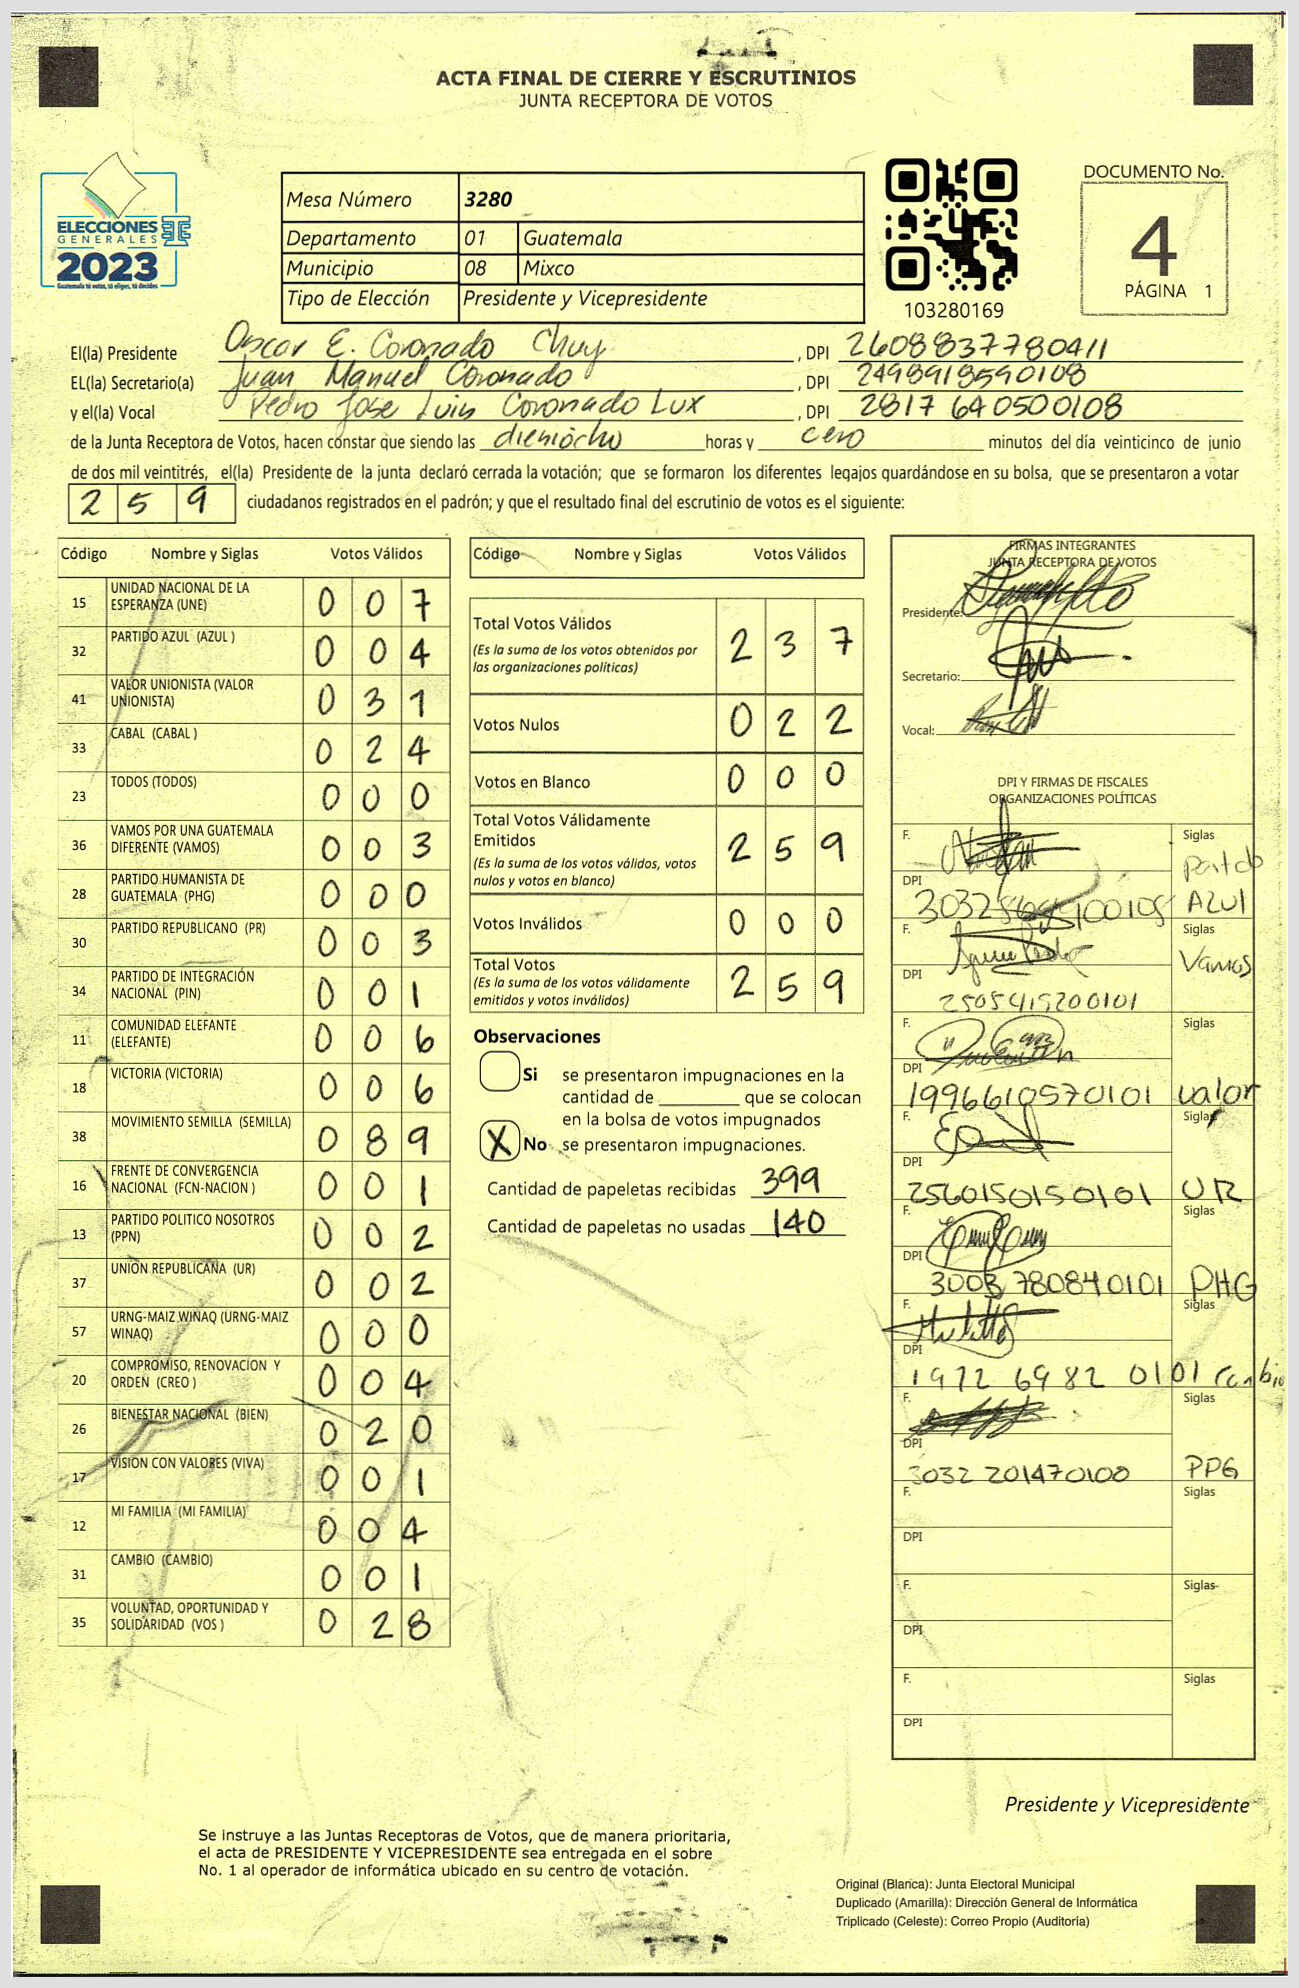 ACTA FINAL DE CIERRE Y ESCRUTINIOS
JUNTA RECEPTORA DE VOTOS
ELECCIONES
GENERALES
2023
Guatemala tú votas, tú eliges, tú decides
Mesa Número 3280
Departamento 01 Guatemala
Municipio 08 Mixco
Tipo de Elección Presidente y Vicepresidente
103280169
DOCUMENTO No.
4
PÁGINA 1
El(la) Presidente Oscar E. Coronado Chuy, DPI 2608837780411
EL(la) Secretario(a) Juan Manuel Coronado, DPI 2498918590108
y el(la) Vocal Pedro Jose Luis Coronado Lux, DPI 2817 640500108
de la Junta Receptora de Votos, hacen constar que siendo las dieciocho horas y cero minutos del día veinticinco de junio
de dos mil veintitrés, el(la) Presidente de la junta declaró cerrada la votación; que se formaron los diferentes legajos guardándose en su bolsa, que se presentaron a votar
2 5 9 ciudadanos registrados en el padrón; y que el resultado final del escrutinio de votos es el siguiente:
Código Nombre y Siglas Votos Válidos
15 UNIDAD NACIONAL DE LA ESPERANZA (UNE) 0 0 7
32 PARTIDO AZUL (AZUL ) 0 0 4
41 VALOR UNIONISTA (VALOR UNIONISTA) 0 3 1
33 CABAL (CABAL ) 0 2 4
23 TODOS (TODOS) 0 0 0
36 VAMOS POR UNA GUATEMALA DIFERENTE (VAMOS) 0 0 3
28 PARTIDO HUMANISTA DE GUATEMALA (PHG) 0 0 0
30 PARTIDO REPUBLICANO (PR) 0 0 3
34 PARTIDO DE INTEGRACIÓN NACIONAL (PIN) 0 0 1
11 COMUNIDAD ELEFANTE (ELEFANTE) 0 0 6
18 VICTORIA (VICTORIA) 0 0 6
38 MOVIMIENTO SEMILLA (SEMILLA) 0 8 9
16 FRENTE DE CONVERGENCIA NACIONAL (FCN-NACION ) 0 0 1
13 PARTIDO POLITICO NOSOTROS (PPN) 0 0 2
37 UNION REPUBLICANA (UR) 0 0 2
57 URNG-MAIZ WINAQ (URNG-MAIZ WINAQ) 0 0 0
20 COMPROMISO, RENOVACION Y ORDEN (CREO ) 0 0 4
26 BIENESTAR NACIONAL (BIEN) 0 2 0
17 VISION CON VALORES (VIVA) 0 0 1
12 MI FAMILIA (MI FAMILIA) 0 0 4
31 CAMBIO (CAMBIO) 0 0 1
35 VOLUNTAD, OPORTUNIDAD Y SOLIDARIDAD (VOS ) 0 2 8
Código Nombre y Siglas Votos Válidos
Total Votos Válidos 2 3 7
(Es la suma de los votos obtenidos por
las organizaciones políticas)
Votos Nulos 0 2 2
Votos en Blanco 0 0 0
Total Votos Válidamente
Emitidos 2 5 9
(Es la suma de los votos válidos, votos
nulos y votos en blanco)
Votos Inválidos 0 0 0
Total Votos 2 5 9
(Es la suma de los votos válidamente
emitidos y votos inválidos)
Observaciones
Si se presentaron impugnaciones en la
cantidad de ________ que se colocan
en la bolsa de votos impugnados
X No se presentaron impugnaciones.
Cantidad de papeletas recibidas 399
Cantidad de papeletas no usadas 140
FIRMAS INTEGRANTES
JUNTA RECEPTORA DE VOTOS
Presidente:
Secretario:
Vocal:
DPI Y FIRMAS DE FISCALES
ORGANIZACIONES POLÍTICAS
F. Siglas
Partido
DPI
AZUL
F. Siglas
Vamos
DPI
2505415200101
F. Siglas
DPI
1996610570101 valor
F. Siglas
DPI
2560150150101 UR
F. Siglas
DPI
3003 780840101 PHG
F. Siglas
DPI
1972 6982 0101 cambio
F. Siglas
DPI
3032 201470108 PPG
F. Siglas
DPI
F. Siglas
DPI
F. Siglas
DPI
Presidente y Vicepresidente
Se instruye a las Juntas Receptoras de Votos, que de manera prioritaria,
el acta de PRESIDENTE Y VICEPRESIDENTE sea entregada en el sobre
No. 1 al operador de informática ubicado en su centro de votación.
Original (Blanca): Junta Electoral Municipal
Duplicado (Amarilla): Dirección General de Informática
Triplicado (Celeste): Correo Propio (Auditoría)